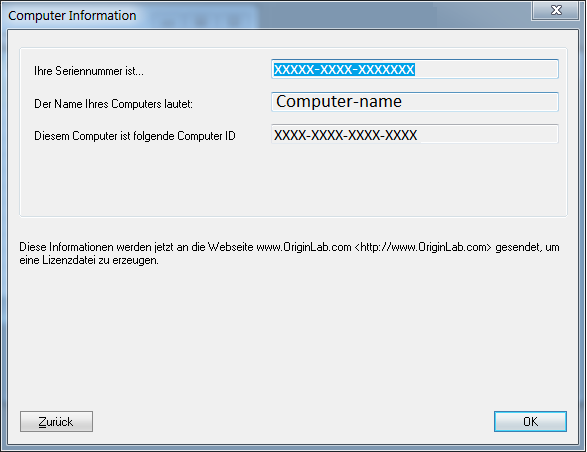 Computer Information
Ihre Seriennummer ist... XXXXX-XXXX-XXXXXXX
Der Name Ihres Computers lautet: Computer-name
Diesem Computer ist folgende Computer ID XXXX-XXXX-XXXX-XXXX
Diese Informationen werden jetzt an die Webseite www.OriginLab.com <http://www.OriginLab.com> gesendet, um
eine Lizenzdatei zu erzeugen.
Zurück OK